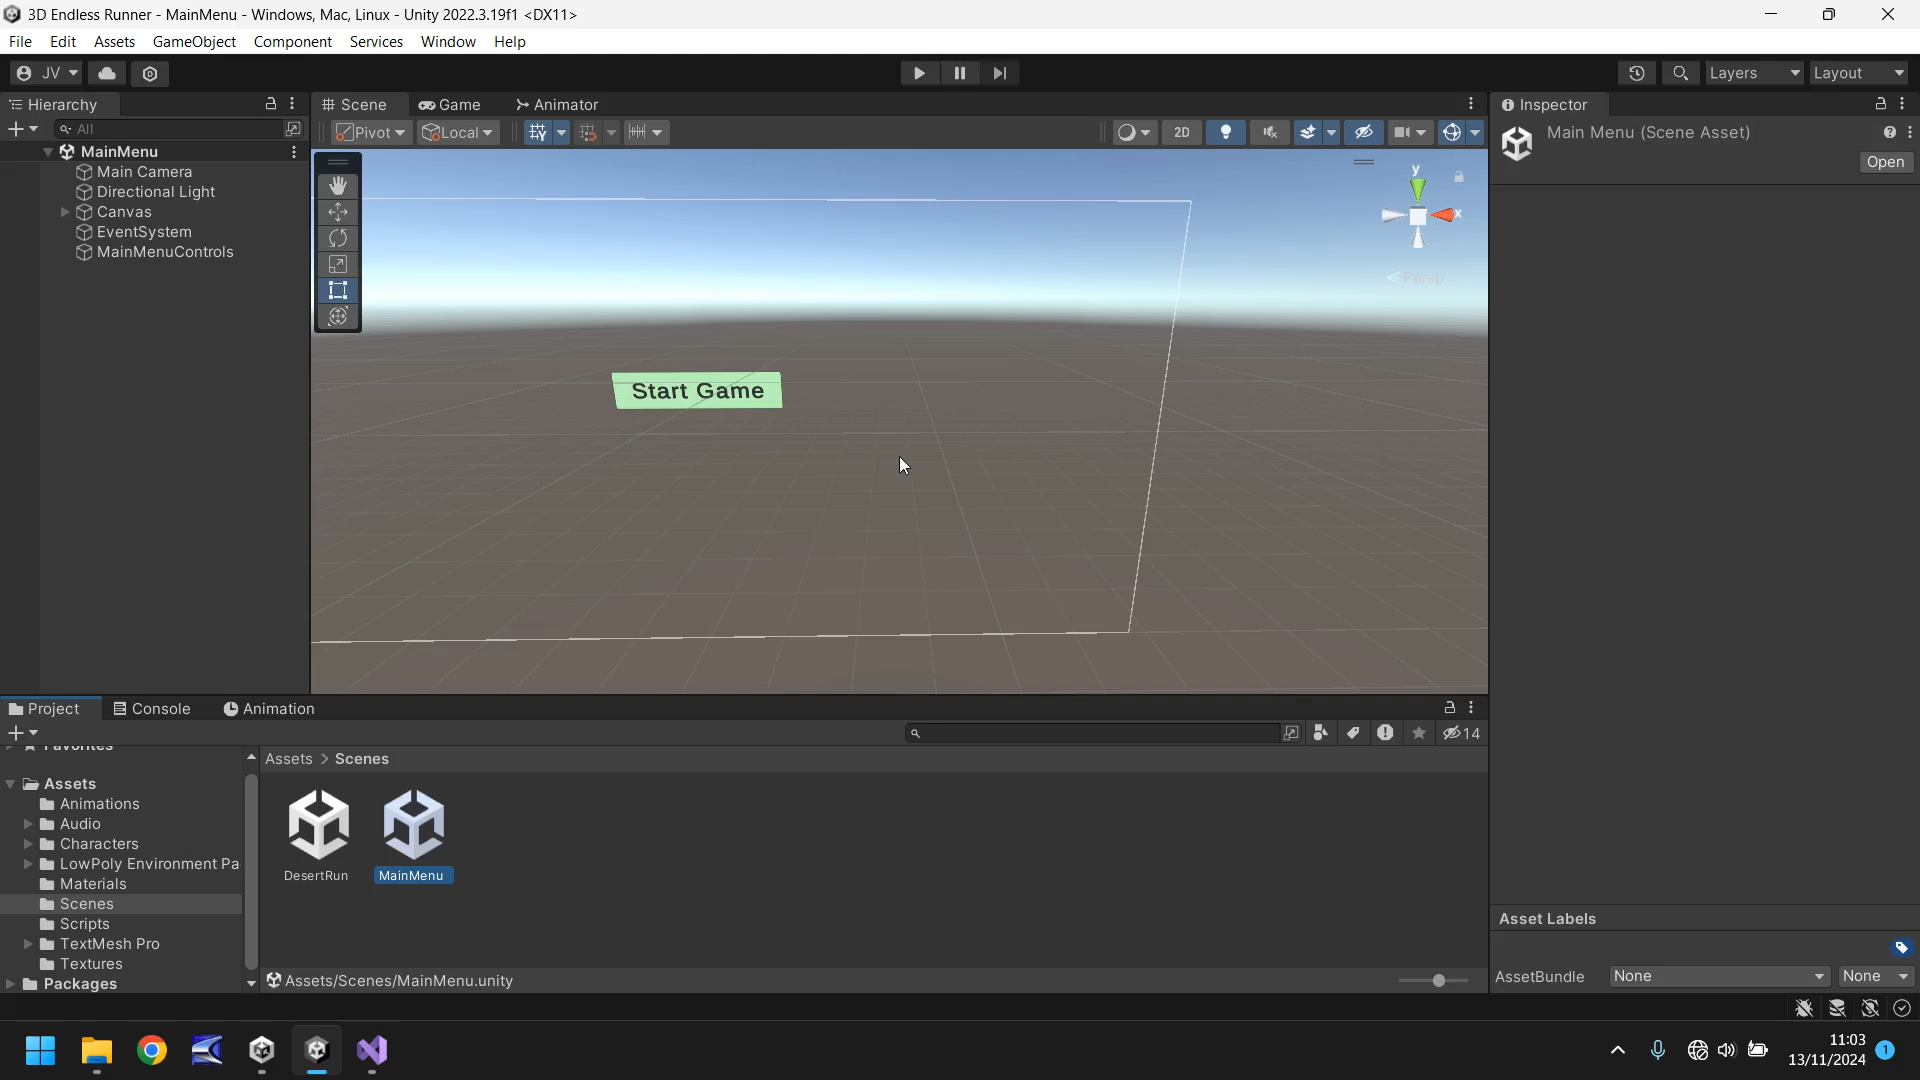 3D Endless Runner - MainMenu - Windows, Mac, Linux - Unity 2022.3.19f1 <DX11>
File Edit Assets GameObject Component Services Window Help
JV
Layers Layout
Hierarchy
Scene Game Animator
Inspector
All
Pivot Local
2D
Main Menu (Scene Asset)
Open
MainMenu
Main Camera
Directional Light
Canvas
EventSystem
MainMenuControls
y
x
Persp
Start Game
Project Console Animation
14
Favorites
Assets > Scenes
Assets
Animations
Audio
Characters
LowPoly Environment Pa
Materials
Scenes
Scripts
TextMesh Pro
Textures
Packages
DesertRun MainMenu
Assets/Scenes/MainMenu.unity
Asset Labels
AssetBundle None None
11:03
13/11/2024
1